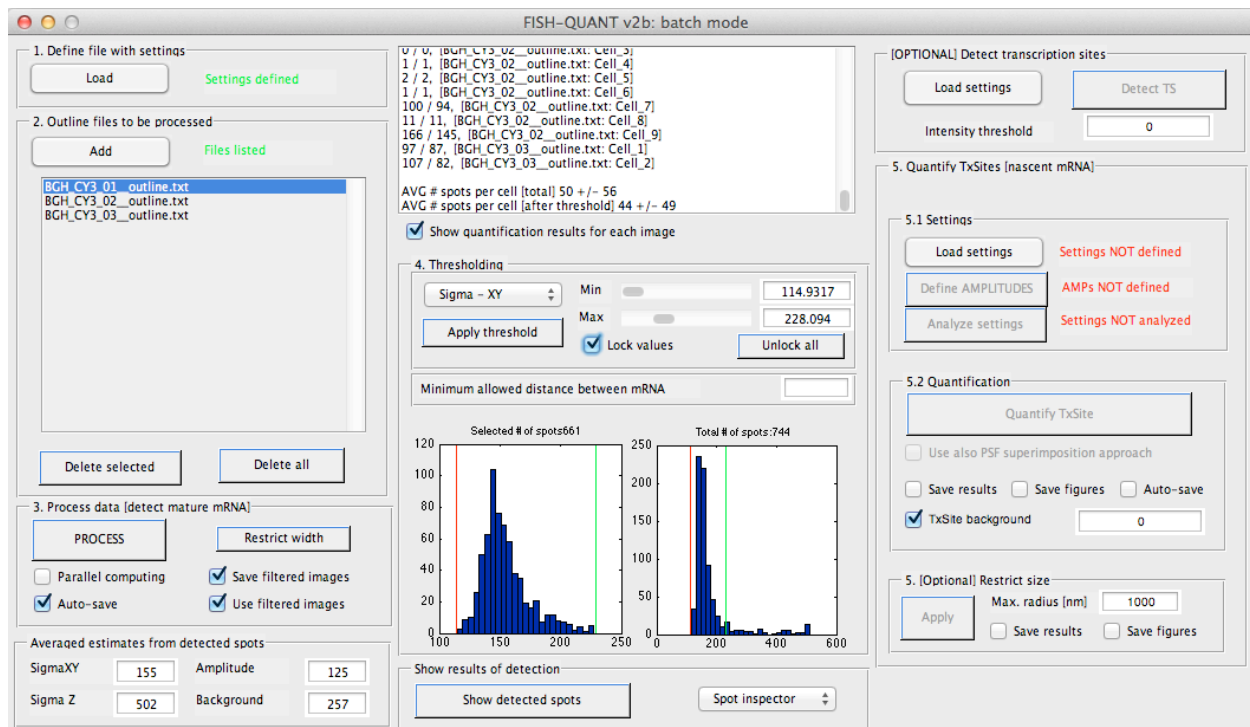 FISH-QUANT v2b: batch mode
1. Define file with settings
Load
Settings defined
2. Outline files to be processed
Add
Files listed
BGH_CY3_01__outline.txt
BGH_CY3_02__outline.txt
BGH_CY3_03__outline.txt
Delete selected
Delete all
3. Process data [detect mature mRNA]
PROCESS
Restrict width
Parallel computing
Save filtered images
Auto-save
Use filtered images
Averaged estimates from detected spots
SigmaXY 155 Amplitude 125
Sigma Z 502 Background 257
0 / 0, [BGH_CY3_02__outline.txt: Cell_3]
1 / 1, [BGH_CY3_02__outline.txt: Cell_4]
2 / 2, [BGH_CY3_02__outline.txt: Cell_5]
1 / 1, [BGH_CY3_02__outline.txt: Cell_6]
100 / 94, [BGH_CY3_02__outline.txt: Cell_7]
11 / 11, [BGH_CY3_02__outline.txt: Cell_8]
166 / 145, [BGH_CY3_02__outline.txt: Cell_9]
97 / 87, [BGH_CY3_03__outline.txt: Cell_1]
107 / 82, [BGH_CY3_03__outline.txt: Cell_2]
AVG # spots per cell [total] 50 +/- 56
AVG # spots per cell [after threshold] 44 +/- 49
Show quantification results for each image
4. Thresholding
Sigma - XY
Min
114.9317
Max
228.094
Apply threshold
Lock values
Unlock all
Minimum allowed distance between mRNA
Selected # of spots661
120
100
80
60
40
20
0
100 150 200 250
Total # of spots:744
250
200
150
100
50
0
0 200 400 600
Show results of detection
Show detected spots
Spot inspector
[OPTIONAL] Detect transcription sites
Load settings
Detect TS
Intensity threshold
0
5. Quantify TxSites [nascent mRNA]
5.1 Settings
Load settings
Settings NOT defined
Define AMPLITUDES
AMPs NOT defined
Analyze settings
Settings NOT analyzed
5.2 Quantification
Quantify TxSite
Use also PSF superimposition approach
Save results
Save figures
Auto-save
TxSite background
0
5. [Optional] Restrict size
Apply
Max. radius [nm]
1000
Save results
Save figures